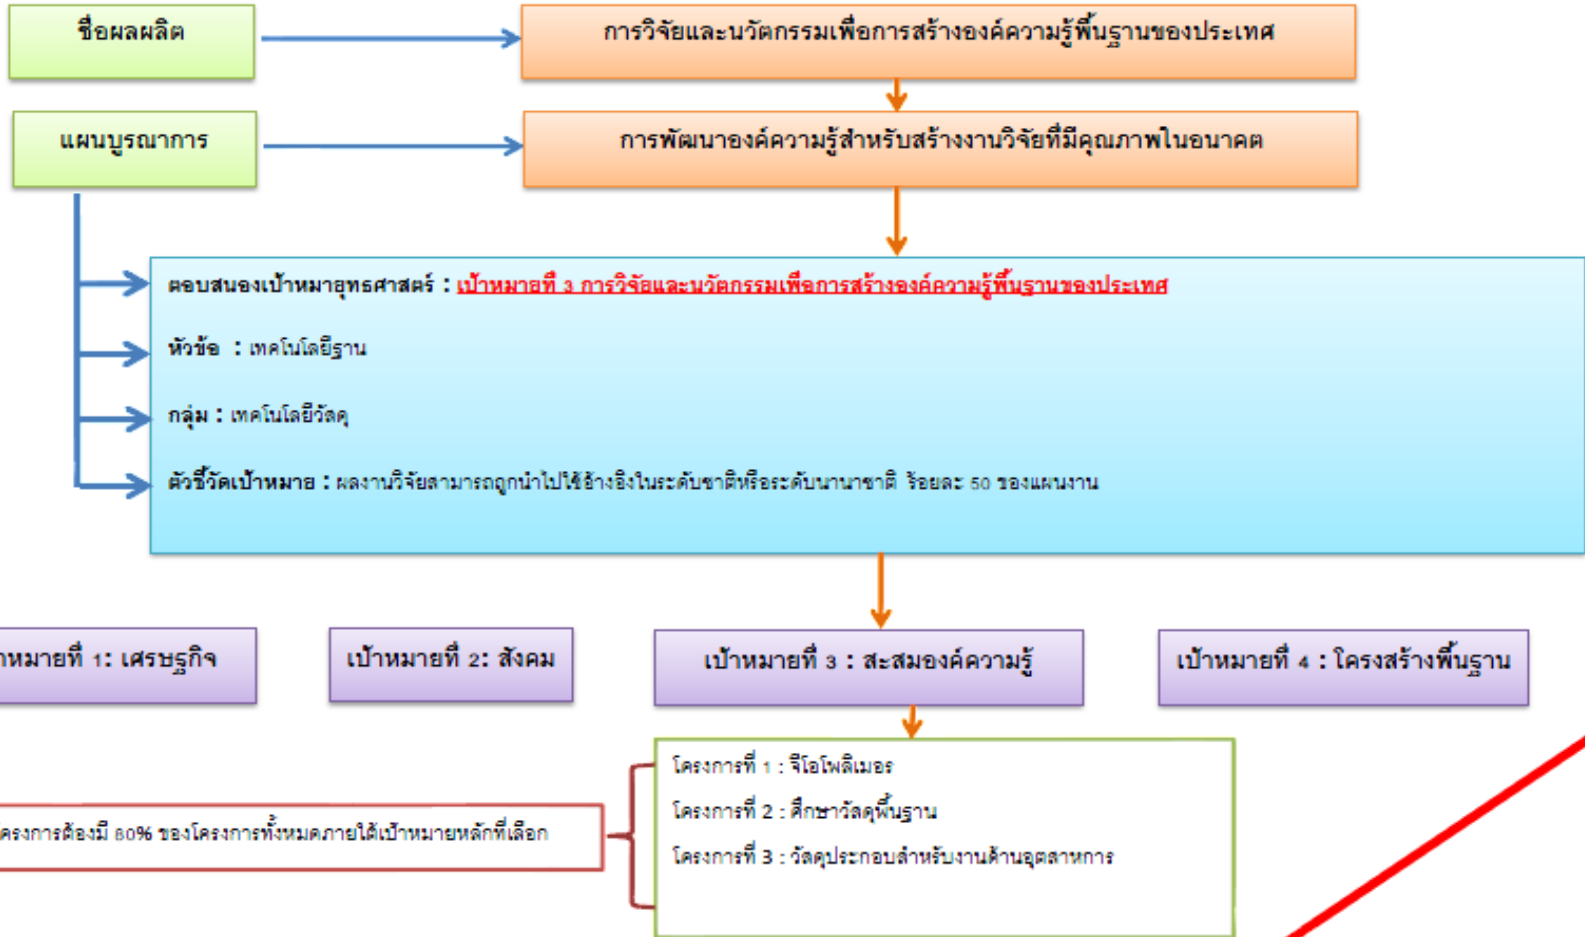 ชื่อผลผลิต
การวิจัยและนวัตกรรมเพื่อการสร้างองค์ความรู้พื้นฐานของประเทศ
แผนบูรณาการ
การพัฒนาองค์ความรู้สำหรับสร้างงานวิจัยที่มีคุณภาพในอนาคต
ตอบสนองเป้าหมายุทธศาสตร์ : เป้าหมายที่ 3 การวิจัยและนวัตกรรมเพื่อการสร้างองค์ความรู้พื้นฐานของประเทศ
หัวข้อ : เทคโนโลยีฐาน
กลุ่ม : เทคโนโลยีวัสดุ
ตัวชี้วัดเป้าหมาย : ผลงานวิจัยสามารถถูกนำไปใช้อ้างอิงในระดับชาติหรือระดับนานาชาติ ร้อยละ 50 ของแผนงาน
าหมายที่ 1: เศรษฐกิจ
เป้าหมายที่ 2: สังคม
เป้าหมายที่ 3 : สะสมองค์ความรู้
เป้าหมายที่ 4 : โครงสร้างพื้นฐาน
โครงการที่ 1 : จีโอโพลิเมอร
โครงการที่ 2 : ศึกษาวัสดุพื้นฐาน
โครงการที่ 3 : วัสดุประกอบสำหรับงานด้านอุตสาหการ
ครงการต้องมี 80% ของโครงการทั้งหมดภายใต้เป้าหมายหลักที่เลือก